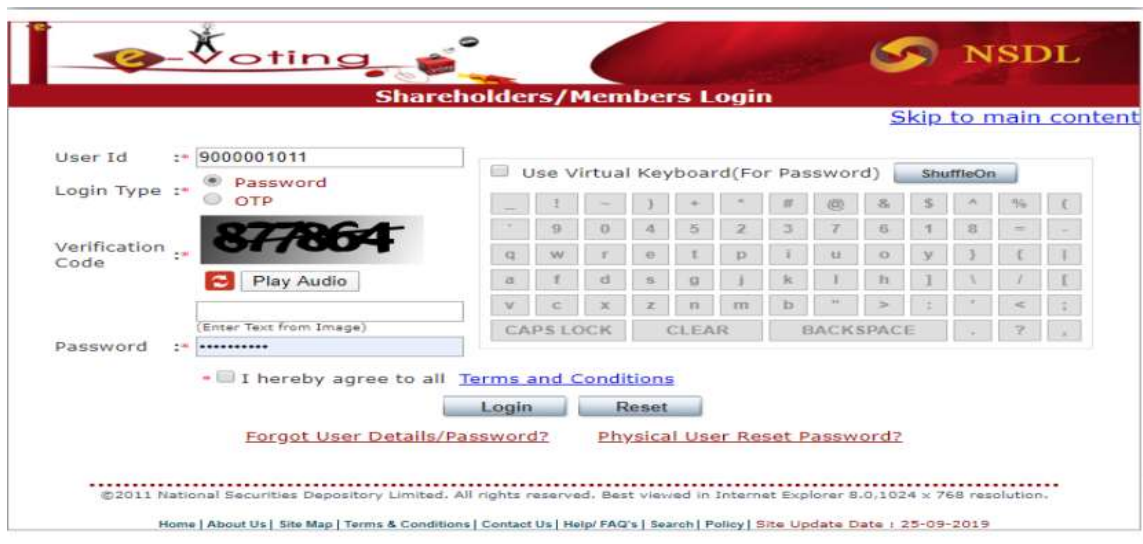 e-Voting
NSDL
Shareholders/Members Login
Skip to main content
User Id :* 9000001011
Login Type :* Password
OTP
Verification Code :* 877864
Play Audio
(Enter Text from Image)
Password :* ••••••••••
Use Virtual Keyboard(For Password) ShuffleOn
_ ! ~ ) + * # @ & $ ^ % (
9 0 4 5 2 3 7 6 1 8 = -
q w r e t p i u o y } { |
a f d s g j k l h ] \ / [
v c x z n m b " > : ' < ;
CAPS LOCK CLEAR BACKSPACE . ? ,
* I hereby agree to all Terms and Conditions
Login Reset
Forgot User Details/Password? Physical User Reset Password?
©2011 National Securities Depository Limited. All rights reserved. Best viewed in Internet Explorer 8.0,1024 x 768 resolution.
Home | About Us | Site Map | Terms & Conditions | Contact Us | Help/ FAQ's | Search | Policy | Site Update Date : 25-09-2019